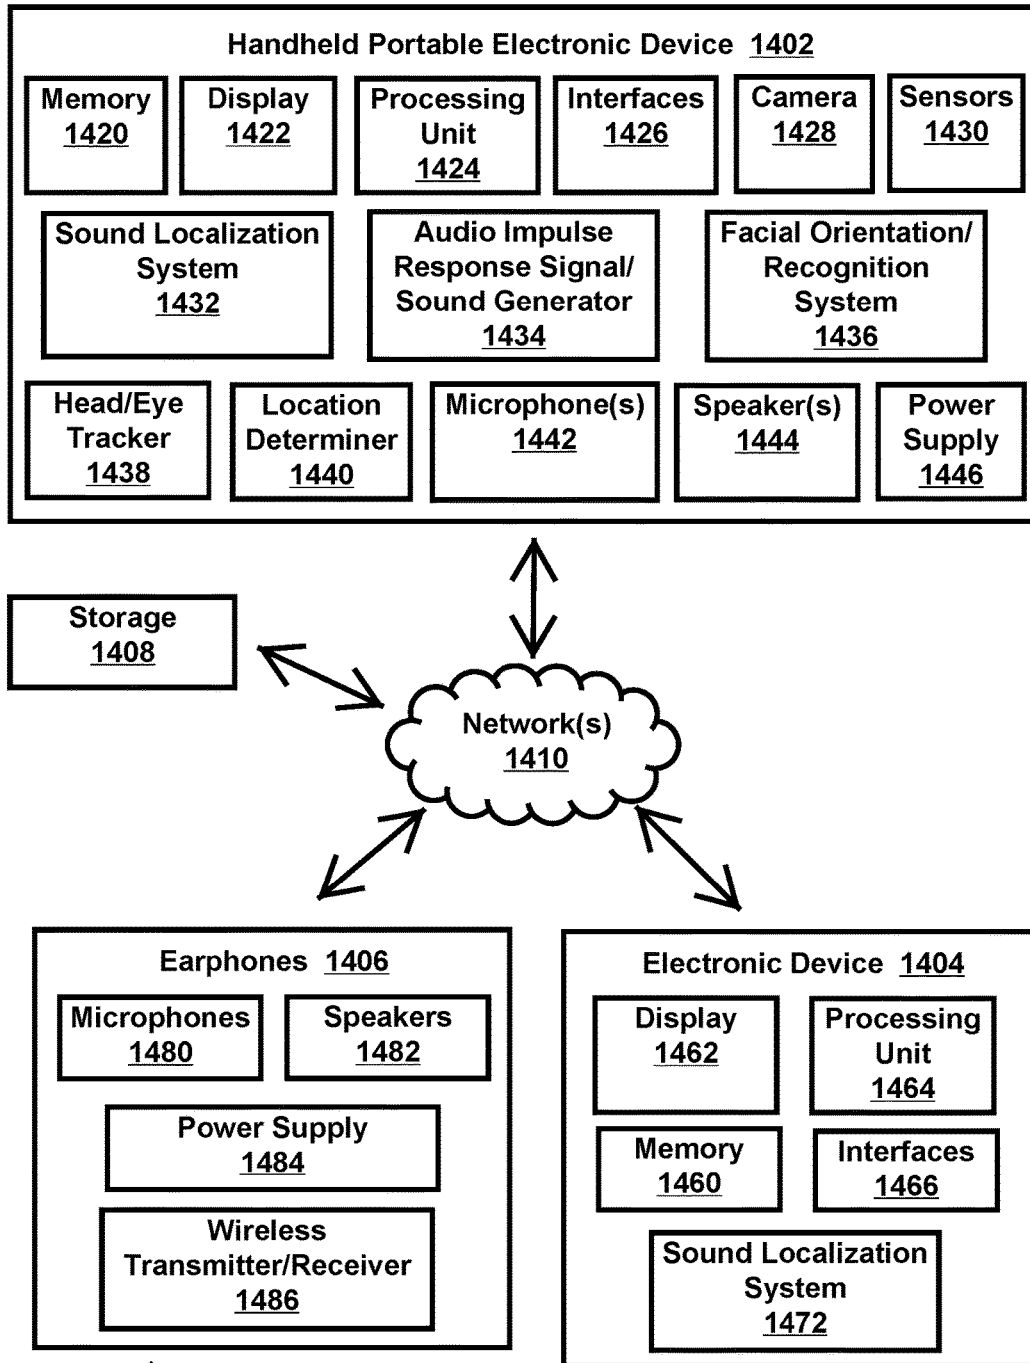 Handheld Portable Electronic Device 1402
Memory
1420
Display
1422
Processing
Unit
1424
Interfaces
1426
Camera
1428
Sensors
1430
Sound Localization
System
1432
Audio Impulse
Response Signal/
Sound Generator
1434
Facial Orientation/
Recognition
System
1436
Head/Eye
Tracker
1438
Location
Determiner
1440
Microphone(s)
1442
Speaker(s)
1444
Power
Supply
1446
Storage
1408
Network(s)
1410
Earphones 1406
Microphones
1480
Speakers
1482
Power Supply
1484
Wireless
Transmitter/Receiver
1486
Electronic Device 1404
Display
1462
Processing
Unit
1464
Memory
1460
Interfaces
1466
Sound Localization
System
1472